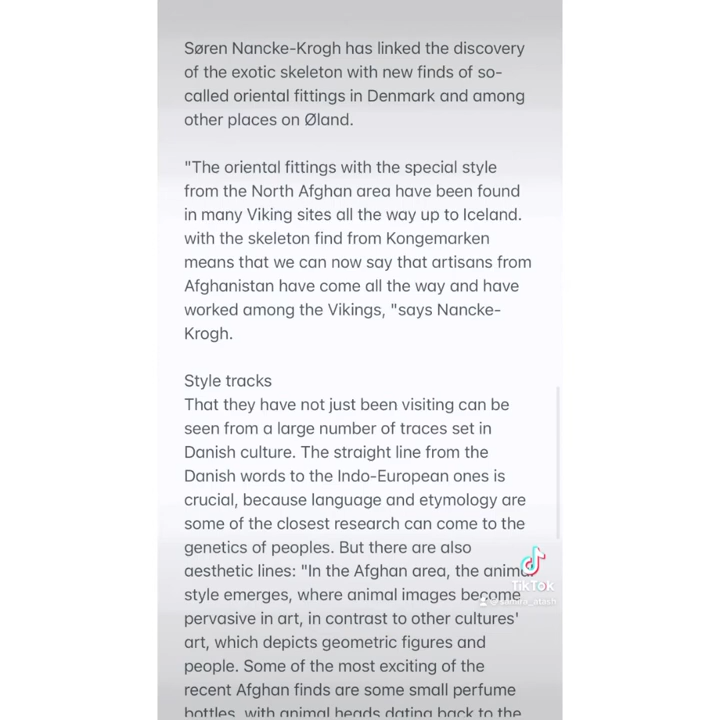 Søren Nancke-Krogh has linked the discovery
of the exotic skeleton with new finds of so-
called oriental fittings in Denmark and among
other places on Øland.
"The oriental fittings with the special style
from the North Afghan area have been found
in many Viking sites all the way up to Iceland.
with the skeleton find from Kongemarken
means that we can now say that artisans from
Afghanistan have come all the way and have
worked among the Vikings, "says Nancke-
Krogh.
Style tracks
That they have not just been visiting can be
seen from a large number of traces set in
Danish culture. The straight line from the
Danish words to the Indo-European ones is
crucial, because language and etymology are
some of the closest research can come to the
genetics of peoples. But there are also
aesthetic lines: "In the Afghan area, the animal
style emerges, where animal images become
pervasive in art, in contrast to other cultures'
art, which depicts geometric figures and
people. Some of the most exciting of the
recent Afghan finds are some small perfume
bottles, with animal heads dating back to the
TikTok